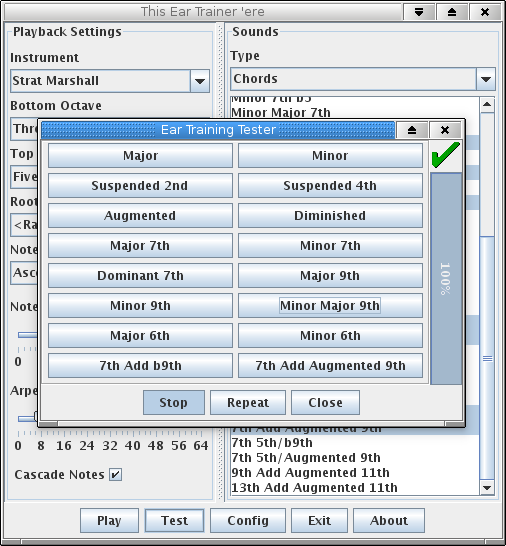 This Ear Trainer 'ere
Playback Settings
Instrument
Strat Marshall
Bottom Octave
Top
Five
Root
Note
Note
0
Arpe
0 8 16 24 32 40 48 56 64
Cascade Notes
Sounds
Type
Chords
Minor 7th b5
Minor Major 7th
Ear Training Tester
Major Minor
Suspended 2nd Suspended 4th
Augmented Diminished
Major 7th Minor 7th
Dominant 7th Major 9th
Minor 9th Minor Major 9th
Major 6th Minor 6th
7th Add b9th 7th Add Augmented 9th
100%
Stop Repeat Close
7th Add Augmented 9th
7th 5th/b9th
7th 5th/Augmented 9th
9th Add Augmented 11th
13th Add Augmented 11th
Play Test Config Exit About